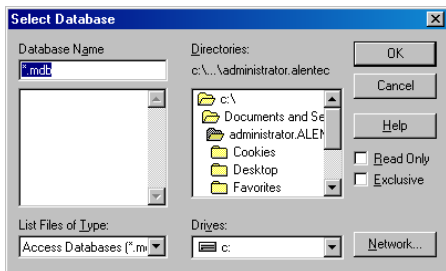 Select Database
Database Name
*.mdb
List Files of Type:
Access Databases (*.m
Directories:
c:\...\administrator.alentec
c:\
Documents and Se
administrator.ALEN
Cookies
Desktop
Favorites
Drives:
c:
OK
Cancel
Help
Read Only
Exclusive
Network...